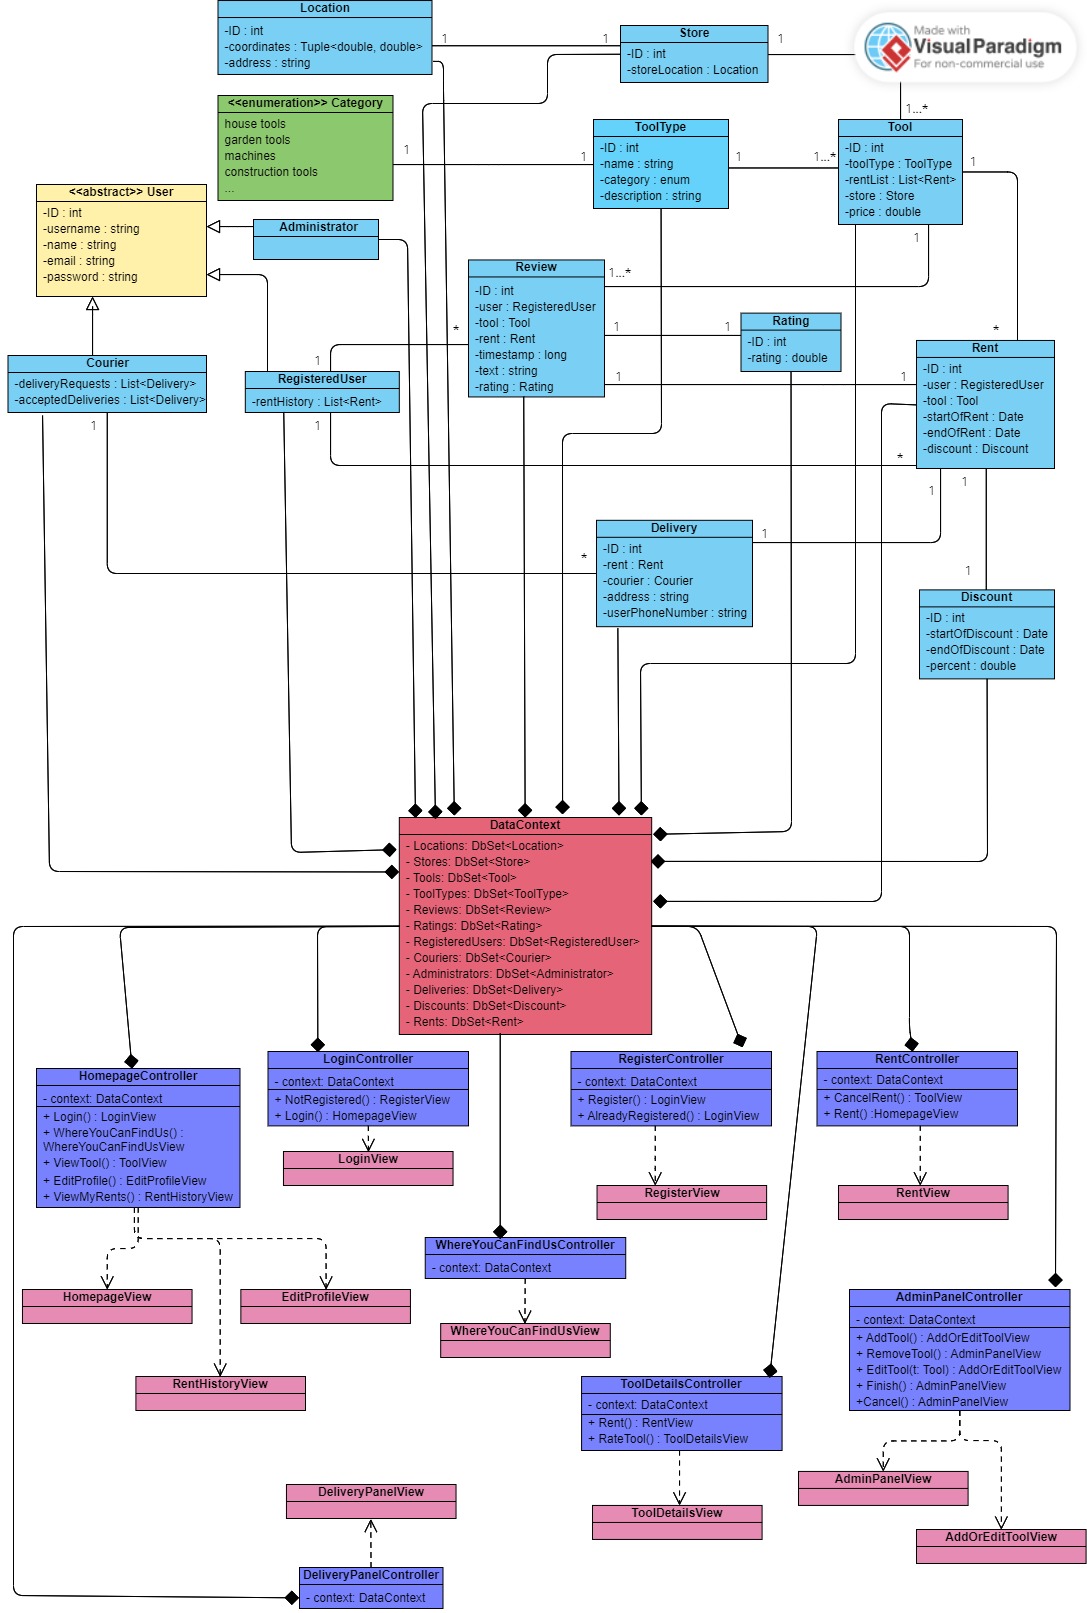 Location
-ID : int
-coordinates : Tuple<double, double>
-address : string
1
1
Store
-ID : int
-storeLocation : Location
1
Made with
VisualParadigm
For non-commercial use
<<enumeration>> Category
house tools
garden tools
machines
construction tools
...
1
1
ToolType
-ID : int
-name : string
-category : enum
-description : string
1
1...*
1...*
Tool
-ID : int
-toolType : ToolType
-rentList : List<Rent>
-store : Store
-price : double
1
1
<<abstract>> User
-ID : int
-username : string
-name : string
-email : string
-password : string
Administrator
Review
-ID : int
-user : RegisteredUser
-tool : Tool
-rent : Rent
-timestamp : long
-text : string
-rating : Rating
1...*
*
1
1
1
Rating
-ID : int
-rating : double
*
Rent
-ID : int
-user : RegisteredUser
-tool : Tool
-startOfRent : Date
-endOfRent : Date
-discount : Discount
1
*
1
1
Courier
-deliveryRequests : List<Delivery>
-acceptedDeliveries : List<Delivery>
1
1
RegisteredUser
-rentHistory : List<Rent>
1
Delivery
-ID : int
-rent : Rent
-courier : Courier
-address : string
-userPhoneNumber : string
*
1
1
Discount
-ID : int
-startOfDiscount : Date
-endOfDiscount : Date
-percent : double
DataContext
- Locations: DbSet<Location>
- Stores: DbSet<Store>
- Tools: DbSet<Tool>
- ToolTypes: DbSet<ToolType>
- Reviews: DbSet<Review>
- Ratings: DbSet<Rating>
- RegisteredUsers: DbSet<RegisteredUser>
- Couriers: DbSet<Courier>
- Administrators: DbSet<Administrator>
- Deliveries: DbSet<Delivery>
- Discounts: DbSet<Discount>
- Rents: DbSet<Rent>
HomepageController
- context: DataContext
+ Login() : LoginView
+ WhereYouCanFindUs() :
WhereYouCanFindUsView
+ ViewTool() : ToolView
+ EditProfile() : EditProfileView
+ ViewMyRents() : RentHistoryView
LoginController
- context: DataContext
+ NotRegistered() : RegisterView
+ Login() : HomepageView
LoginView
RegisterController
- context: DataContext
+ Register() : LoginView
+ AlreadyRegistered() : LoginView
RegisterView
RentController
- context: DataContext
+ CancelRent() : ToolView
+ Rent() :HomepageView
RentView
WhereYouCanFindUsController
- context: DataContext
WhereYouCanFindUsView
HomepageView
EditProfileView
RentHistoryView
AdminPanelController
- context: DataContext
+ AddTool() : AddOrEditToolView
+ RemoveTool() : AdminPanelView
+ EditTool(t: Tool) : AddOrEditToolView
+ Finish() : AdminPanelView
+Cancel() : AdminPanelView
ToolDetailsController
- context: DataContext
+ Rent() : RentView
+ RateTool() : ToolDetailsView
ToolDetailsView
AdminPanelView
AddOrEditToolView
DeliveryPanelView
DeliveryPanelController
- context: DataContext